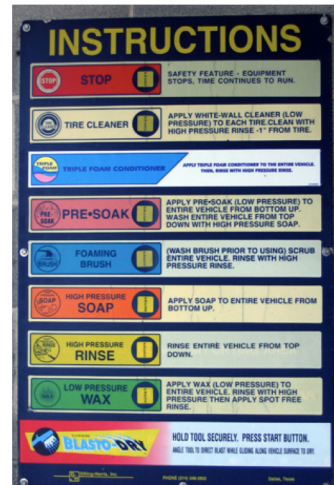 INSTRUCTIONS
STOP
STOP
SAFETY FEATURE - EQUIPMENT
STOPS, TIME CONTINUES TO RUN.
TIRE CLEANER
APPLY WHITE-WALL CLEANER (LOW
PRESSURE) TO EACH TIRE.CLEAN WITH
HIGH PRESSURE RINSE -1" FROM TIRE.
TRIPLE
FOAM
TRIPLE FOAM CONDITIONER
APPLY TRIPLE FOAM CONDITIONER TO THE ENTIRE VEHICLE.
THEN, RINSE WITH HIGH PRESSURE RINSE.
PRE-
SOAK
PRE•SOAK
APPLY PRE•SOAK (LOW PRESSURE) TO
ENTIRE VEHICLE FROM BOTTOM UP.
WASH ENTIRE VEHICLE FROM TOP
DOWN WITH HIGH PRESSURE SOAP.
FOAMING
BRUSH
(WASH BRUSH PRIOR TO USING) SCRUB
ENTIRE VEHICLE. RINSE WITH HIGH
PRESSURE RINSE.
SOAP
HIGH PRESSURE
SOAP
APPLY SOAP TO ENTIRE VEHICLE FROM
BOTTOM UP.
HIGH PRESSURE
RINSE
RINSE ENTIRE VEHICLE FROM TOP
DOWN.
LOW PRESSURE
WAX
APPLY WAX (LOW PRESSURE) TO
ENTIRE VEHICLE. RINSE WITH HIGH
PRESSURE THEN APPLY SPOT FREE
RINSE.
BLASTO-DRY
HOLD TOOL SECURELY. PRESS START BUTTON.
ANGLE TOOL TO DIRECT BLAST WHILE GLIDING ALONG VEHICLE SURFACE TO DRY.
PHONE
Dallas, Texas